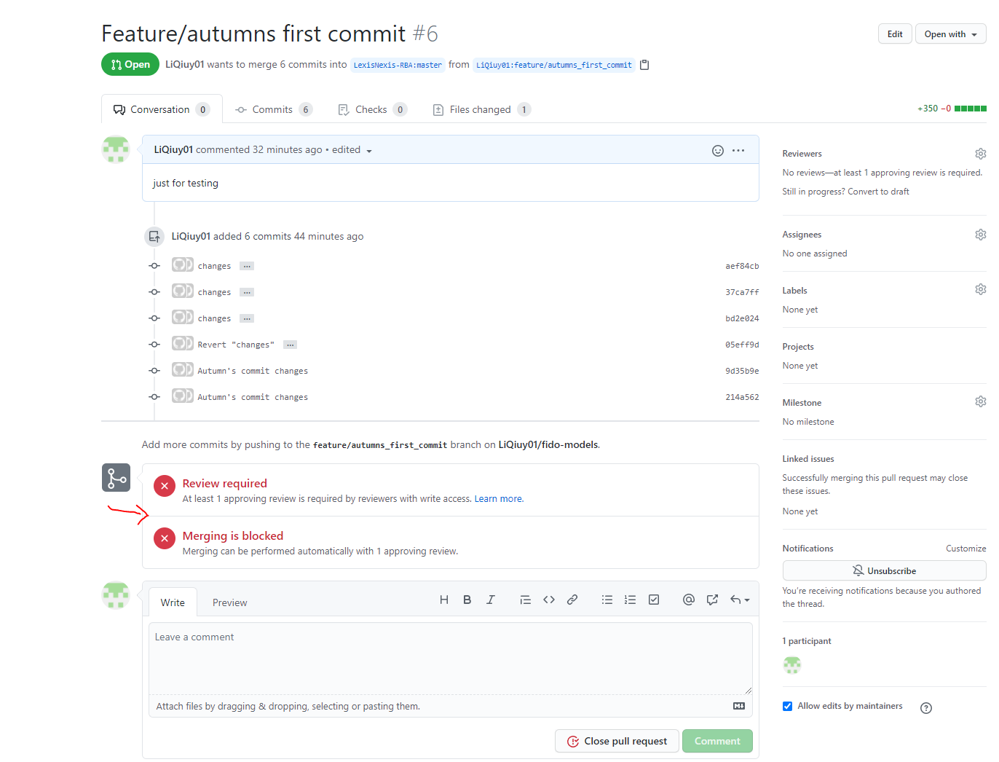 Feature/autumns first commit #6
Edit
Open with
Open
LiQiuy01 wants to merge 6 commits into LexisNexis-RBA:master from LiQiuy01:feature/autumns_first_commit
Conversation 0
Commits 6
Checks 0
Files changed 1
+350 −0
LiQiuy01 commented 32 minutes ago • edited
just for testing
LiQiuy01 added 6 commits 44 minutes ago
changes ... aef84cb
changes ... 37ca7ff
changes ... bd2e024
Revert "changes" ... 05eff9d
Autumn's commit changes 9d35b9e
Autumn's commit changes 214a562
Add more commits by pushing to the feature/autumns_first_commit branch on LiQiuy01/fido-models.
Review required
At least 1 approving review is required by reviewers with write access. Learn more.
Merging is blocked
Merging can be performed automatically with 1 approving review.
Write
Preview
Leave a comment
Attach files by dragging & dropping, selecting or pasting them.
Close pull request
Comment
Reviewers
No reviews—at least 1 approving review is required.
Still in progress? Convert to draft
Assignees
No one assigned
Labels
None yet
Projects
None yet
Milestone
No milestone
Linked issues
Successfully merging this pull request may close
these issues.
None yet
Notifications
Customize
Unsubscribe
You're receiving notifications because you authored
the thread.
1 participant
Allow edits by maintainers